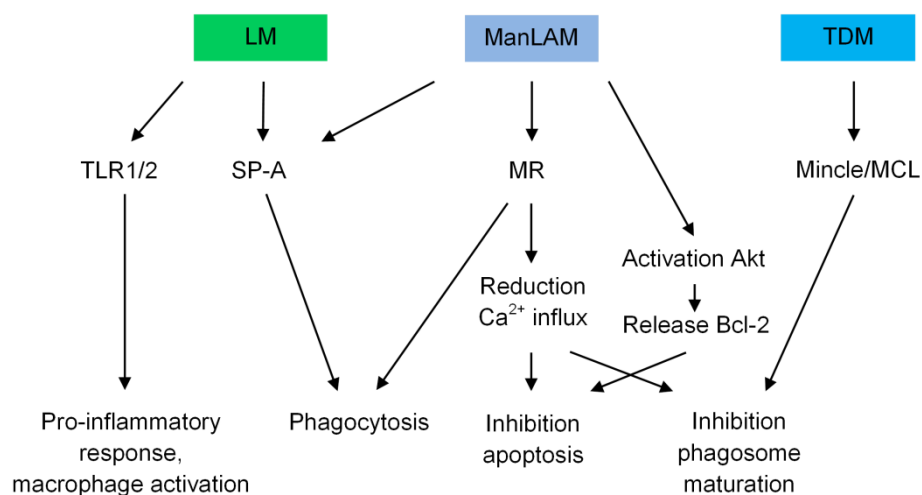 LM
ManLAM
TDM
TLR1/2
SP-A
MR
Mincle/MCL
Activation Akt
Reduction
Ca²⁺ influx
Release Bcl-2
Pro-inflammatory
response,
macrophage activation
Phagocytosis
Inhibition
apoptosis
Inhibition
phagosome
maturation